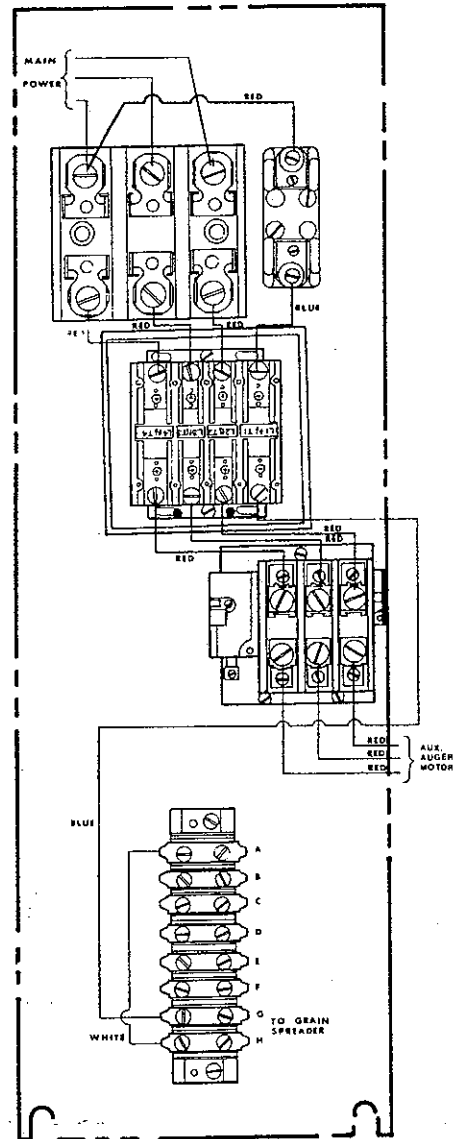 MAIN
POWER
RED
BLUE
RED
RED
RED
RED
RED
RED
RED
RED
RED
AUX.
AUGER
MOTOR
BLUE
A
B
C
D
E
F
G
TO GRAIN
SPREADER
WHITE
H